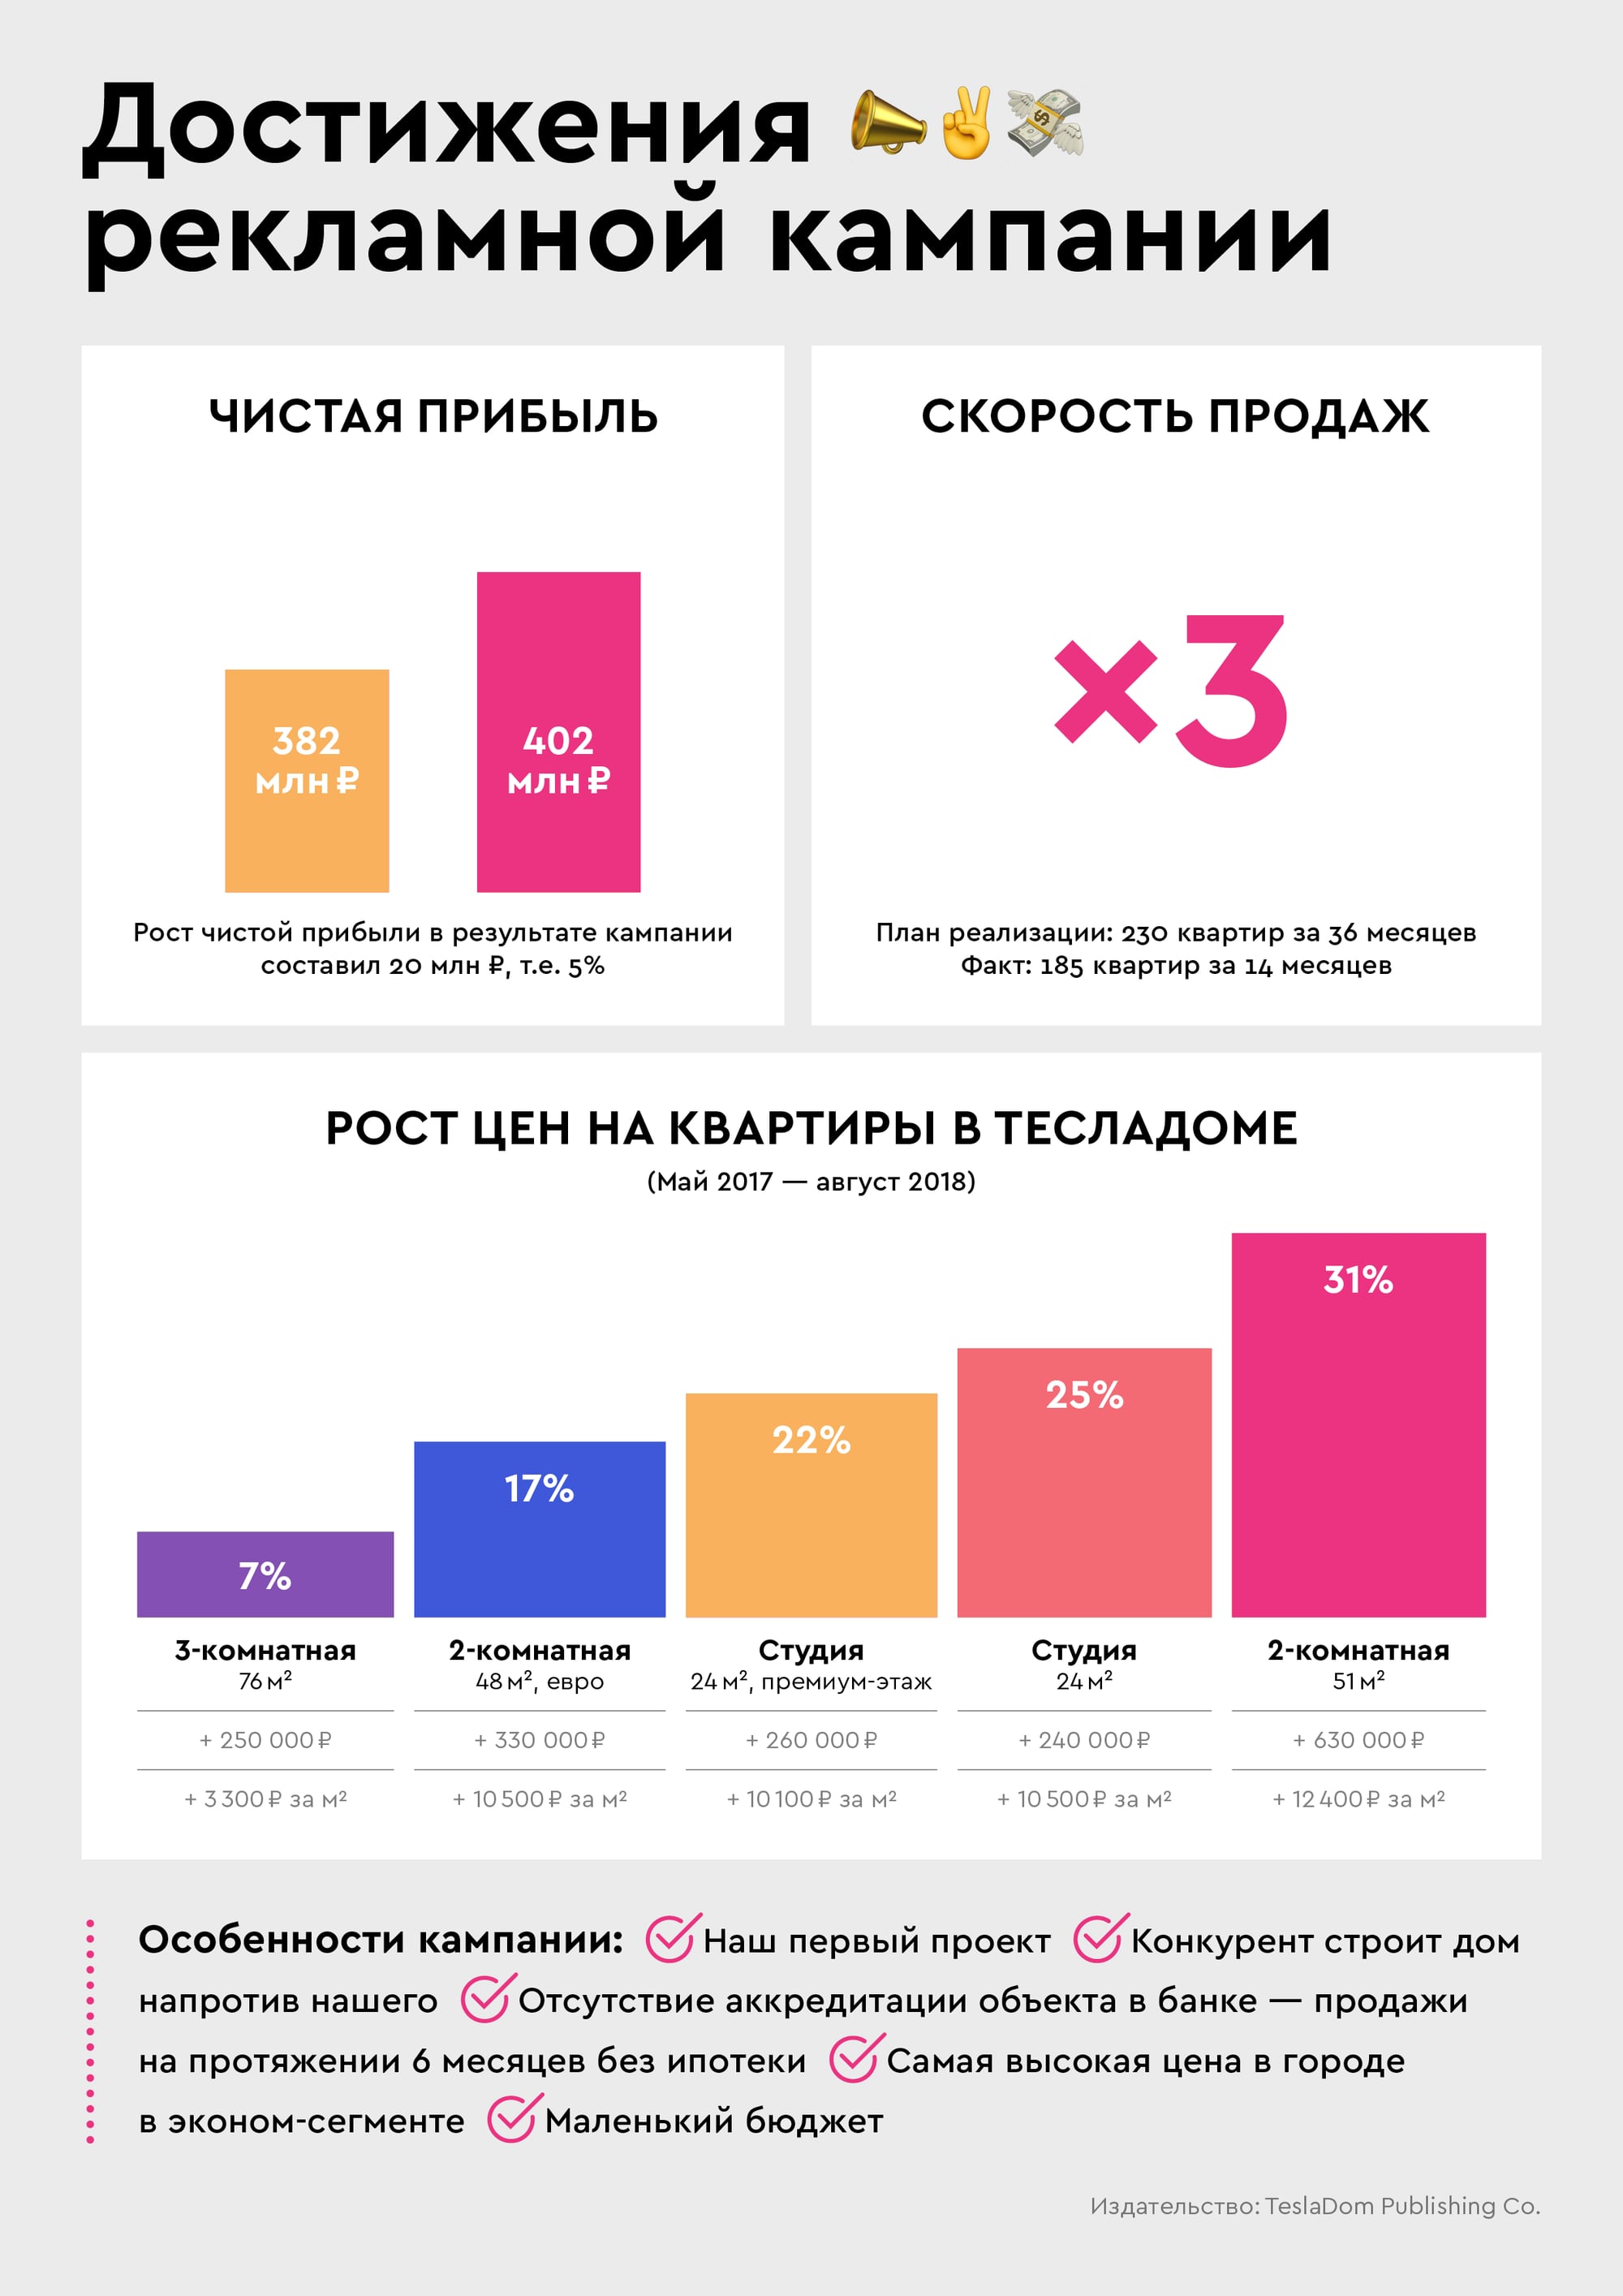 Достижения
рекламной кампании
ЧИСТАЯ ПРИБЫЛЬ
382
млн ₽
402
млн ₽
Рост чистой прибыли в результате кампании
составил 20 млн ₽, т.е. 5%
СКОРОСТЬ ПРОДАЖ
×3
План реализации: 230 квартир за 36 месяцев
Факт: 185 квартир за 14 месяцев
РОСТ ЦЕН НА КВАРТИРЫ В ТЕСЛАДОМЕ
(Май 2017 — август 2018)
7%
17%
22%
25%
31%
3-комнатная
76 м²
+ 250 000 ₽
+ 3 300 ₽ за м²
2-комнатная
48 м², евро
+ 330 000 ₽
+ 10 500 ₽ за м²
Студия
24 м², премиум-этаж
+ 260 000 ₽
+ 10 100 ₽ за м²
Студия
24 м²
+ 240 000 ₽
+ 10 500 ₽ за м²
2-комнатная
51 м²
+ 630 000 ₽
+ 12 400 ₽ за м²
Особенности кампании: Наш первый проект Конкурент строит дом
напротив нашего Отсутствие аккредитации объекта в банке — продажи
на протяжении 6 месяцев без ипотеки Самая высокая цена в городе
в эконом-сегменте Маленький бюджет
Издательство: TeslaDom Publishing Co.